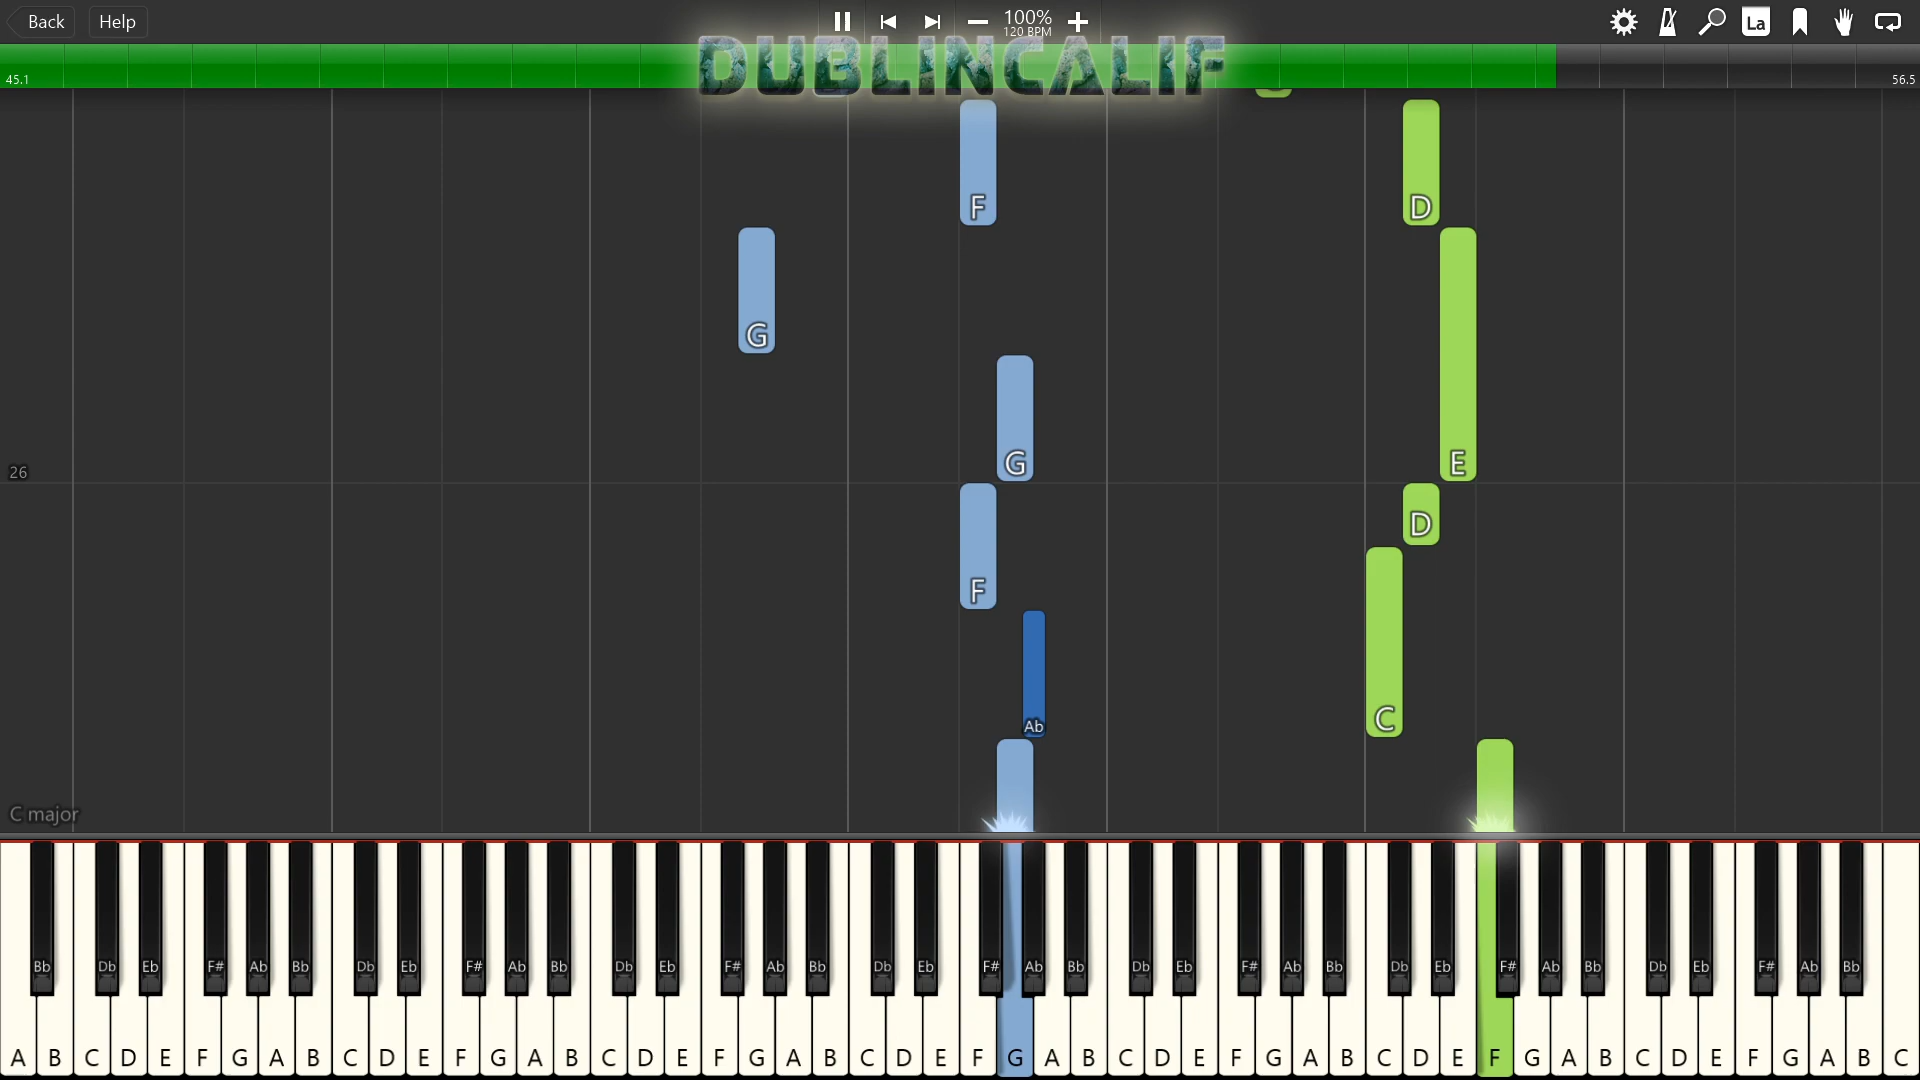 Back Help 100% La
120 BPM
DUBLINCALIF
45.1 56.5
F D
G
G E
26
D
F
C
Ab
C major
Bb Db Eb F# Ab Bb Db Eb F# Ab Bb Db Eb F# Ab Bb Db Eb F# Ab Bb Db Eb F# Ab Bb Db Eb F# Ab Bb Db Eb F# Ab Bb
A B C D E F G A B C D E F G A B C D E F G A B C D E F G A B C D E F G A B C D E F G A B C D E F G A B C